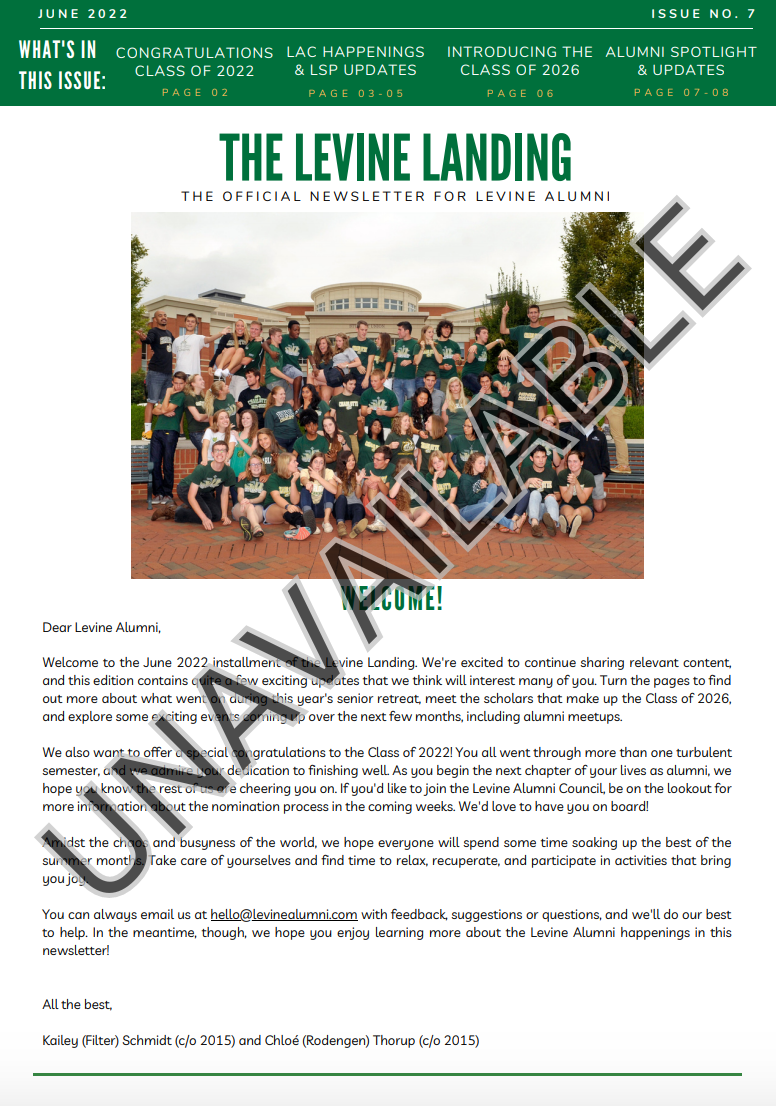 JUNE 2022
ISSUE NO. 7
WHAT'S IN
THIS ISSUE:
CONGRATULATIONS
CLASS OF 2022
PAGE 02
LAC HAPPENINGS
& LSP UPDATES
PAGE 03-05
INTRODUCING THE
CLASS OF 2026
PAGE 06
ALUMNI SPOTLIGHT
& UPDATES
PAGE 07-08
THE LEVINE LANDING
THE OFFICIAL NEWSLETTER FOR LEVINE ALUMNI
UNAVAILABLE
WELCOME!
Dear Levine Alumni,
Welcome to the June 2022 installment of the Levine Landing. We're excited to continue sharing relevant content,
and this edition contains quite a few exciting updates that we think will interest many of you. Turn the pages to find
out more about what went on during this year's senior retreat, meet the scholars that make up the Class of 2026,
and explore some exciting events coming up over the next few months, including alumni meetups.
We also want to offer a special congratulations to the Class of 2022! You all went through more than one turbulent
semester, and we admire your dedication to finishing well. As you begin the next chapter of your lives as alumni, we
hope you know the rest of us are cheering you on. If you'd like to join the Levine Alumni Council, be on the lookout for
more information about the nomination process in the coming weeks. We'd love to have you on board!
Amidst the chaos and busyness of the world, we hope everyone will spend some time soaking up the best of the
summer months. Take care of yourselves and find time to relax, recuperate, and participate in activities that bring
you joy.
You can always email us at hello@levinealumni.com with feedback, suggestions or questions, and we'll do our best
to help. In the meantime, though, we hope you enjoy learning more about the Levine Alumni happenings in this
newsletter!
All the best,
Kailey (Filter) Schmidt (c/o 2015) and Chloé (Rodengen) Thorup (c/o 2015)